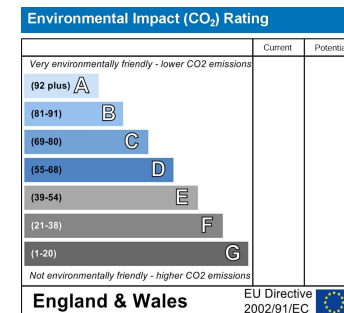 Environmental Impact (CO₂) Rating
Current Potentia
Very environmentally friendly - lower CO2 emissions
(92 plus) A
(81-91) B
(69-80) C
(55-68) D
(39-54) E
(21-38) F
(1-20) G
Not environmentally friendly - higher CO2 emissions
England & Wales
EU Directive
2002/91/EC